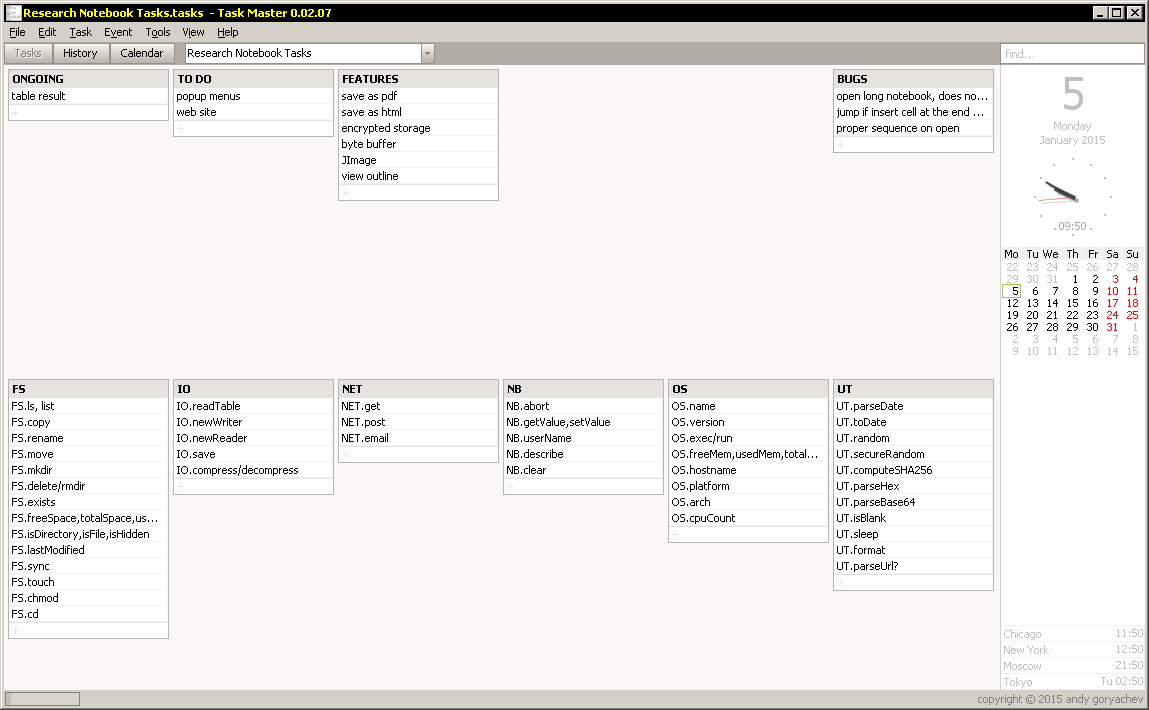 Research Notebook Tasks.tasks - Task Master 0.02.07
File Edit Task Event Tools View Help
Tasks History Calendar Research Notebook Tasks find...
ONGOING
table result
+
TO DO
popup menus
web site
+
FEATURES
save as pdf
save as html
encrypted storage
byte buffer
JImage
view outline
+
BUGS
open long notebook, does no...
jump if insert cell at the end ...
proper sequence on open
+
5
Monday
January 2015
09:50
Mo Tu We Th Fr Sa Su
22 23 24 25 26 27 28
29 30 31 1 2 3 4
5 6 7 8 9 10 11
12 13 14 15 16 17 18
19 20 21 22 23 24 25
26 27 28 29 30 31 1
2 3 4 5 6 7 8
9 10 11 12 13 14 15
FS
FS.ls, list
FS.copy
FS.rename
FS.move
FS.mkdir
FS.delete/rmdir
FS.exists
FS.freeSpace,totalSpace,us...
FS.isDirectory,isFile,isHidden
FS.lastModified
FS.sync
FS.touch
FS.chmod
FS.cd
+
IO
IO.readTable
IO.newWriter
IO.newReader
IO.save
IO.compress/decompress
+
NET
NET.get
NET.post
NET.email
+
NB
NB.abort
NB.getValue,setValue
NB.userName
NB.describe
NB.clear
+
OS
OS.name
OS.version
OS.exec/run
OS.freeMem,usedMem,total...
OS.hostname
OS.platform
OS.arch
OS.cpuCount
+
UT
UT.parseDate
UT.toDate
UT.random
UT.secureRandom
UT.computeSHA256
UT.parseHex
UT.parseBase64
UT.isBlank
UT.sleep
UT.format
UT.parseUrl?
+
Chicago 11:50
New York 12:50
Moscow 21:50
Tokyo Tu 02:50
copyright © 2015 andy goryachev